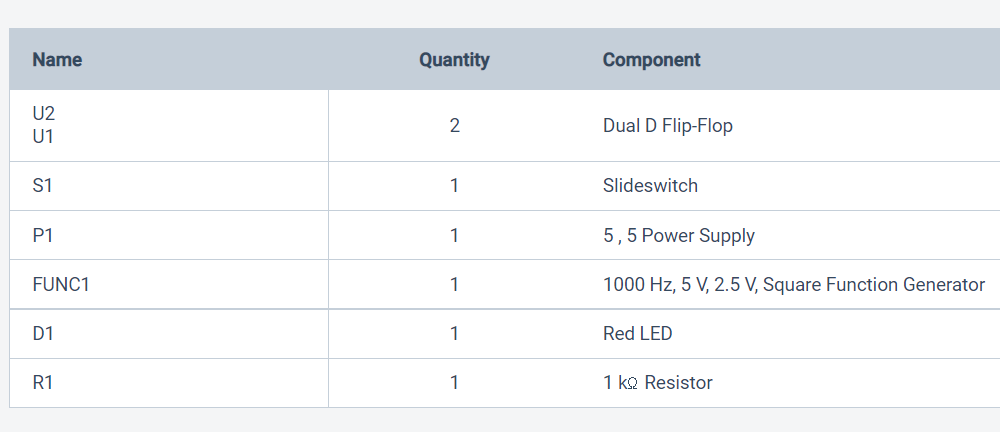 Name Quantity Component
U2
U1 2 Dual D Flip-Flop
S1 1 Slideswitch
P1 1 5 , 5 Power Supply
FUNC1 1 1000 Hz, 5 V, 2.5 V, Square Function Generator
D1 1 Red LED
R1 1 1 kΩ Resistor